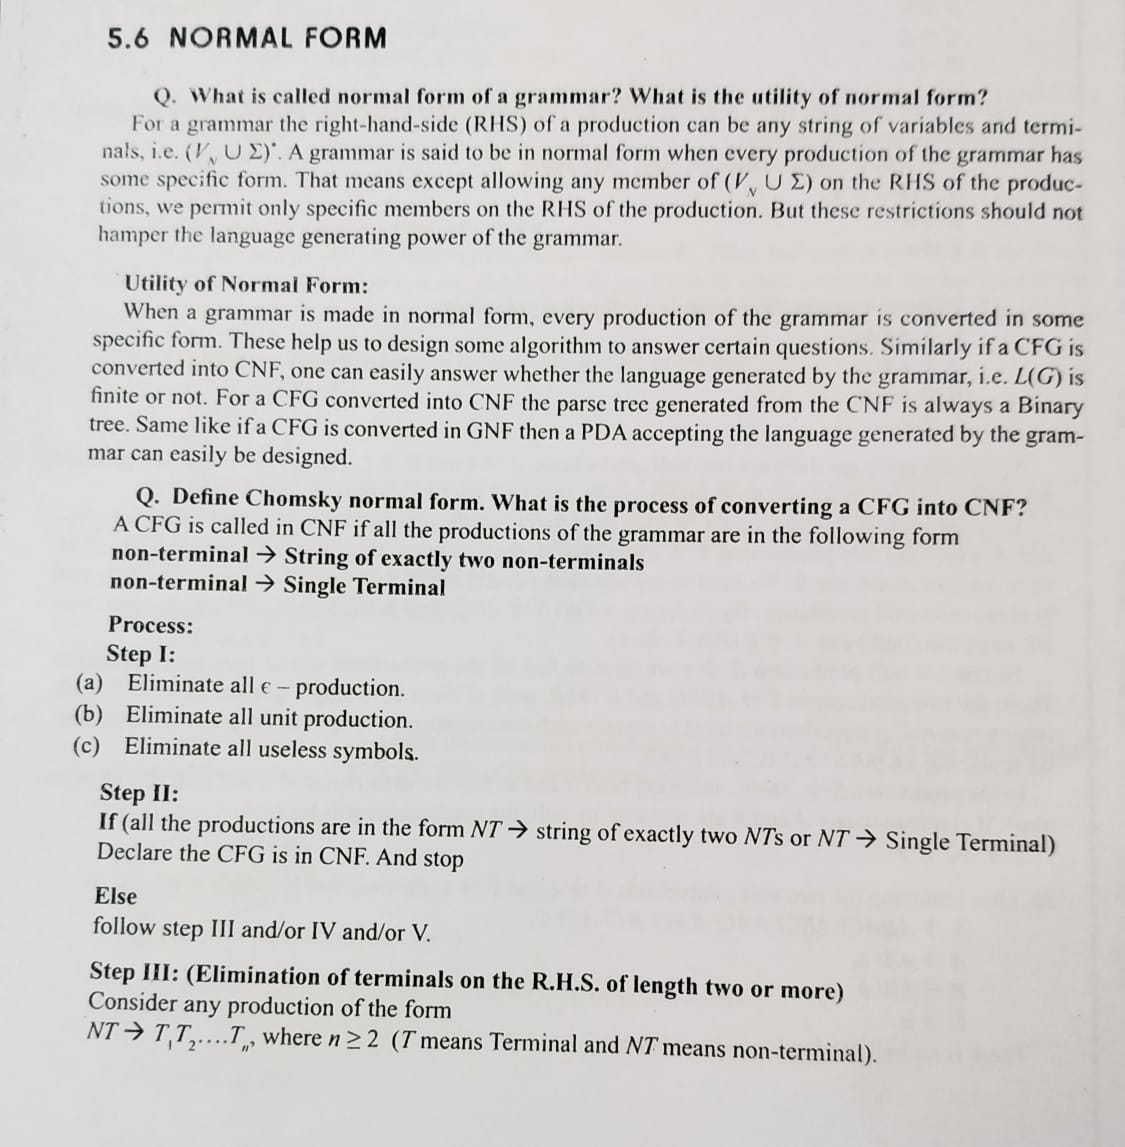 5.6 NORMAL FORM
Q. What is called normal form of a grammar? What is the utility of normal form?
For a grammar the right-hand-side (RHS) of a production can be any string of variables and termi-
nals, i.e. (V_N ∪ Σ)*. A grammar is said to be in normal form when every production of the grammar has
some specific form. That means except allowing any member of (V_N ∪ Σ) on the RHS of the produc-
tions, we permit only specific members on the RHS of the production. But these restrictions should not
hamper the language generating power of the grammar.
Utility of Normal Form:
When a grammar is made in normal form, every production of the grammar is converted in some
specific form. These help us to design some algorithm to answer certain questions. Similarly if a CFG is
converted into CNF, one can easily answer whether the language generated by the grammar, i.e. L(G) is
finite or not. For a CFG converted into CNF the parse tree generated from the CNF is always a Binary
tree. Same like if a CFG is converted in GNF then a PDA accepting the language generated by the gram-
mar can easily be designed.
Q. Define Chomsky normal form. What is the process of converting a CFG into CNF?
A CFG is called in CNF if all the productions of the grammar are in the following form
non-terminal → String of exactly two non-terminals
non-terminal → Single Terminal
Process:
Step I:
(a) Eliminate all ϵ – production.
(b) Eliminate all unit production.
(c) Eliminate all useless symbols.
Step II:
If (all the productions are in the form NT → string of exactly two NTs or NT → Single Terminal)
Declare the CFG is in CNF. And stop
Else
follow step III and/or IV and/or V.
Step III: (Elimination of terminals on the R.H.S. of length two or more)
Consider any production of the form
NT → T₁T₂....Tₙ, where n ≥ 2 (T means Terminal and NT means non-terminal).